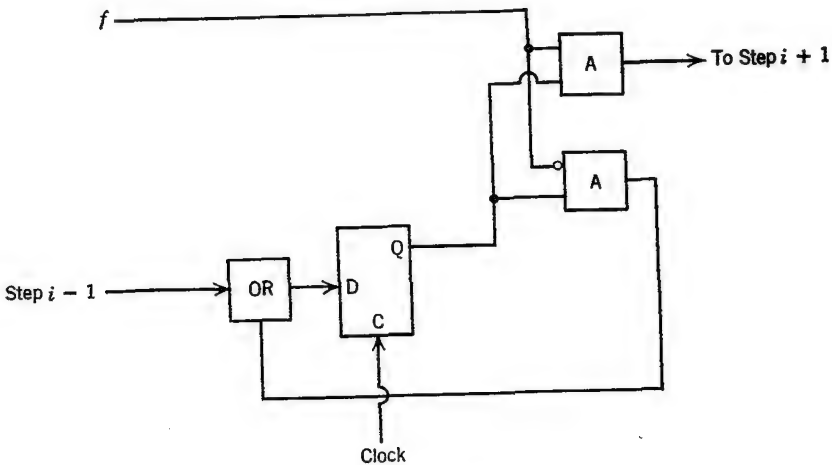 f
A
To Step i + 1
A
Q
Step i − 1
OR
D
C
Clock